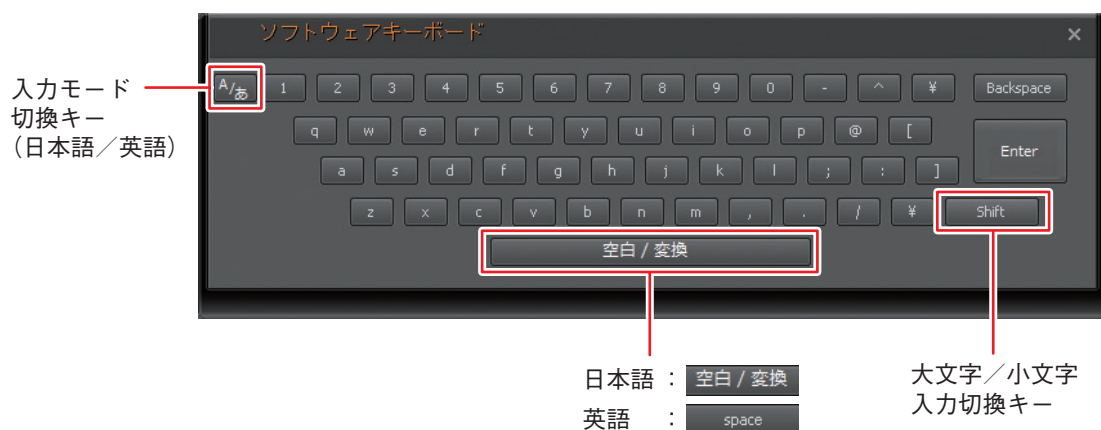 ソフトウェアキーボード ×
入力モード
切換キー
（日本語／英語）
A/あ 1 2 3 4 5 6 7 8 9 0 - ^ ¥ Backspace
q w e r t y u i o p @ [
Enter
a s d f g h j k l ; : ]
z x c v b n m , . / ¥ Shift
空白 / 変換
日本語 : 空白 / 変換
英語 : space
大文字／小文字
入力切換キー